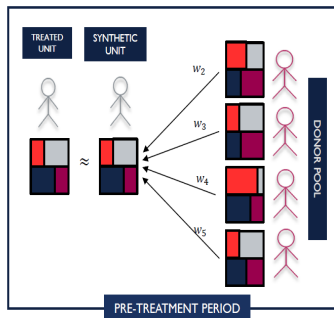 TREATED
UNIT
SYNTHETIC
UNIT
w₂
w₃
w₄
w₅
≈
DONOR POOL
PRE-TREATMENT PERIOD